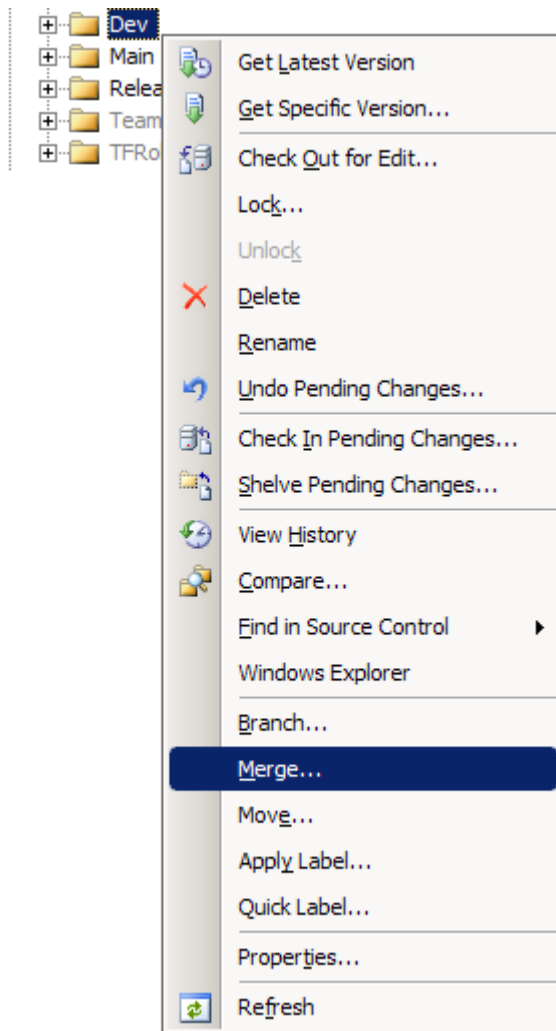 Dev
Main
Relea
Team
TFRo
Get Latest Version
Get Specific Version...
Check Out for Edit...
Lock...
Unlock
Delete
Rename
Undo Pending Changes...
Check In Pending Changes...
Shelve Pending Changes...
View History
Compare...
Find in Source Control
Windows Explorer
Branch...
Merge...
Move...
Apply Label...
Quick Label...
Properties...
Refresh